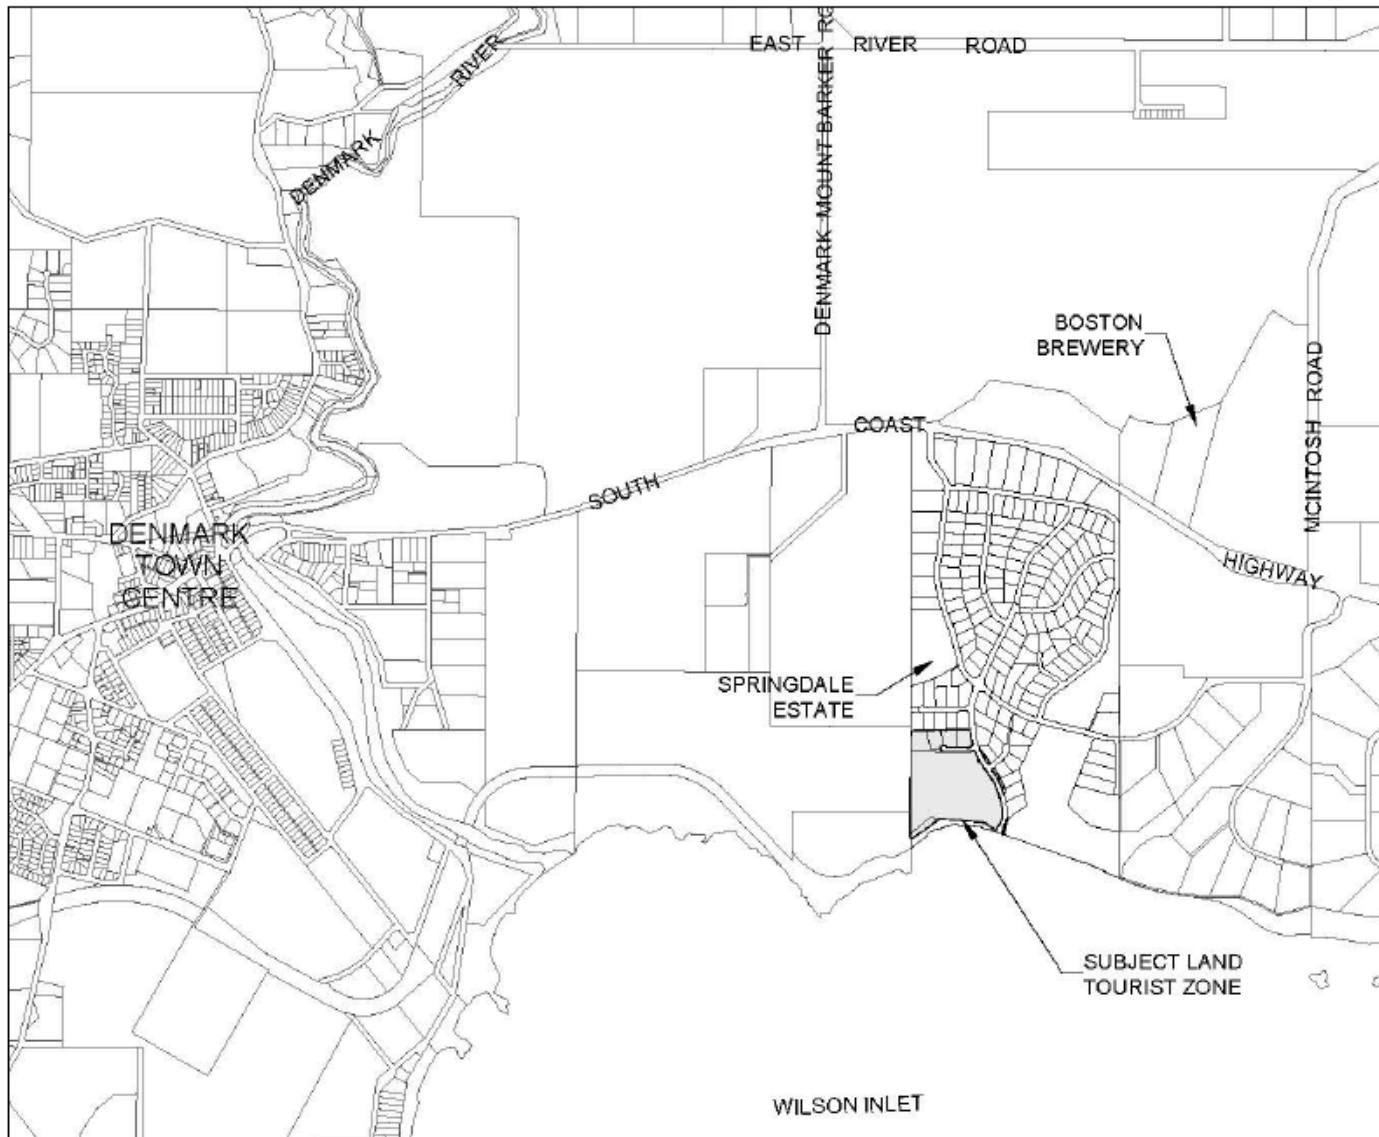 EAST RIVER ROAD
DENMARK RIVER
DENMARK MOUNT BARKER RG
BOSTON
BREWERY
MCINTOSH ROAD
SOUTH COAST HIGHWAY
DENMARK
TOWN
CENTRE
SPRINGDALE
ESTATE
SUBJECT LAND
TOURIST ZONE
WILSON INLET